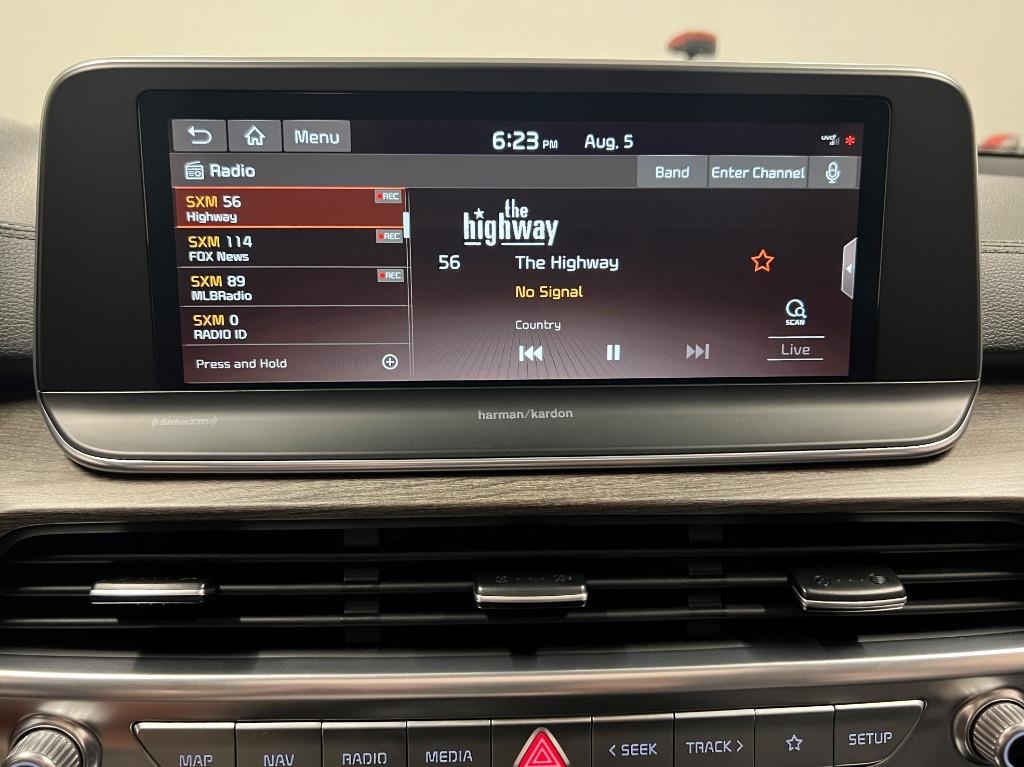 Menu
6:23 PM
Aug. 5
UVO
Radio
Band
Enter Channel
SXM 56
Highway
REC
SXM 114
FOX News
REC
SXM 89
MLBRadio
REC
SXM 0
RADIO ID
Press and Hold
the
highway
56
The Highway
No Signal
Country
SCAN
Live
((SiriusXM))
harman/kardon
MAP
NAV
RADIO
MEDIA
< SEEK
TRACK >
SETUP